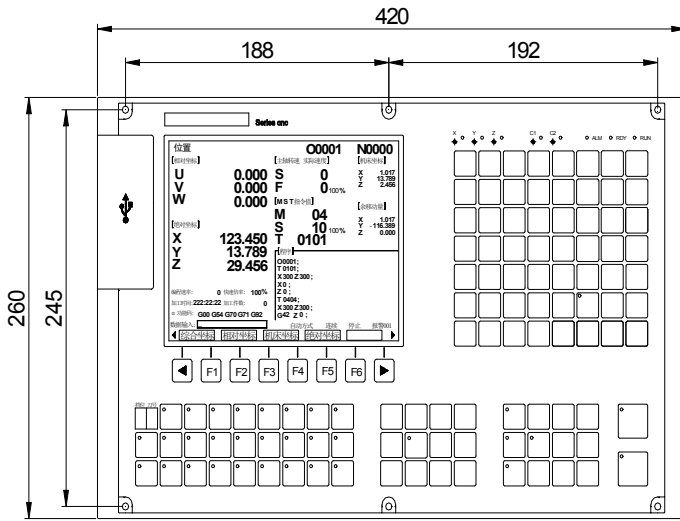 420
188
192
260
245
Series cnc
X Y Z C1 C2 ALM RDY RUN
位置 O0001 N0000
[相对坐标] [主轴转速 实际速度] [机床坐标]
U 0.000 S 0 X 1.017
V 0.000 F 0 100% Y 13.789
W 0.000 Z 2.456
[MST指令值]
M 04 [余移动量]
[绝对坐标] S 10 100% X 1.017
X 123.450 T 0101 Y -116.389
Y 13.789 Z 0.000
Z 29.456
[程序]
O0001;
T0101;
X300 Z300;
X0;
Z0;
T0404;
X300 Z300;
G42 Z0;
编程速率: 0 快速倍率: 100%
加工时间:222:22:22 加工件数: 0
G功能码: G00 G54 G70 G71 G92
数据输入: 自动方式 连续 停止 报警001
综合坐标 相对坐标 机床坐标 绝对坐标
F1 F2 F3 F4 F5 F6